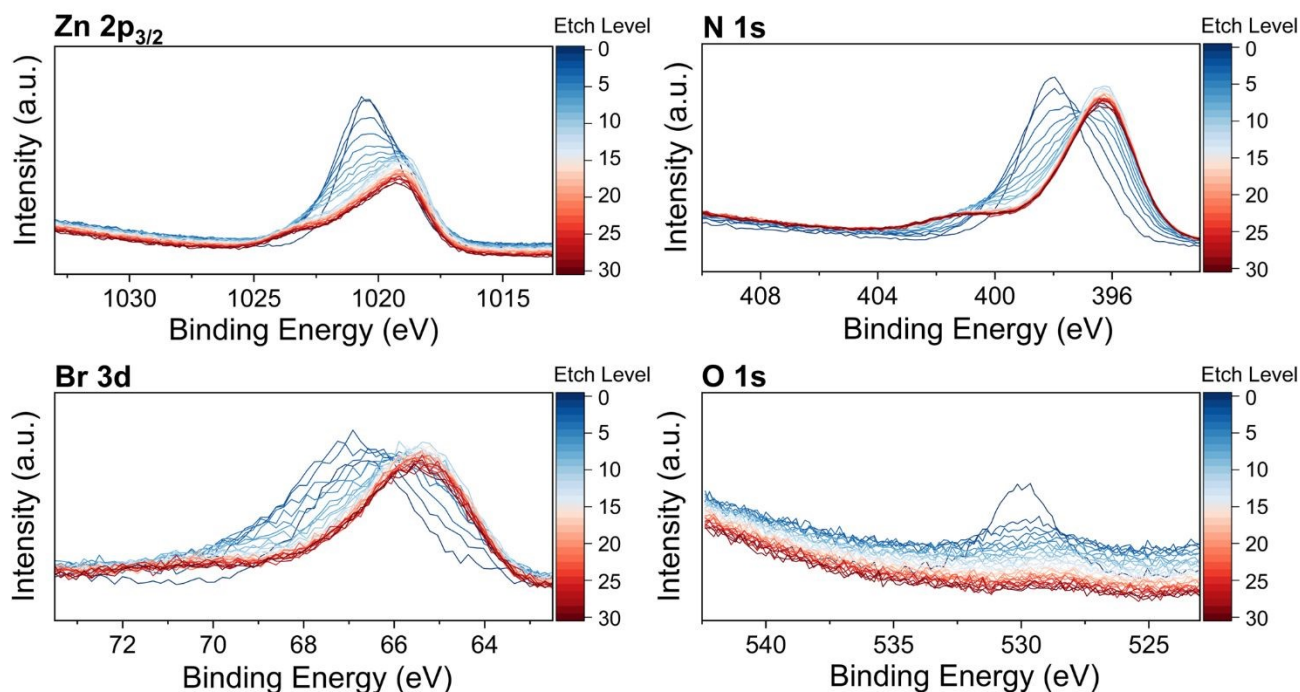 Zn 2p3/2
Etch Level
Intensity (a.u.)
0
5
10
15
20
25
30
1030
1025
1020
1015
Binding Energy (eV)
N 1s
Etch Level
Intensity (a.u.)
0
5
10
15
20
25
30
408
404
400
396
Binding Energy (eV)
Br 3d
Etch Level
Intensity (a.u.)
0
5
10
15
20
25
30
72
70
68
66
64
Binding Energy (eV)
O 1s
Etch Level
Intensity (a.u.)
0
5
10
15
20
25
30
540
535
530
525
Binding Energy (eV)